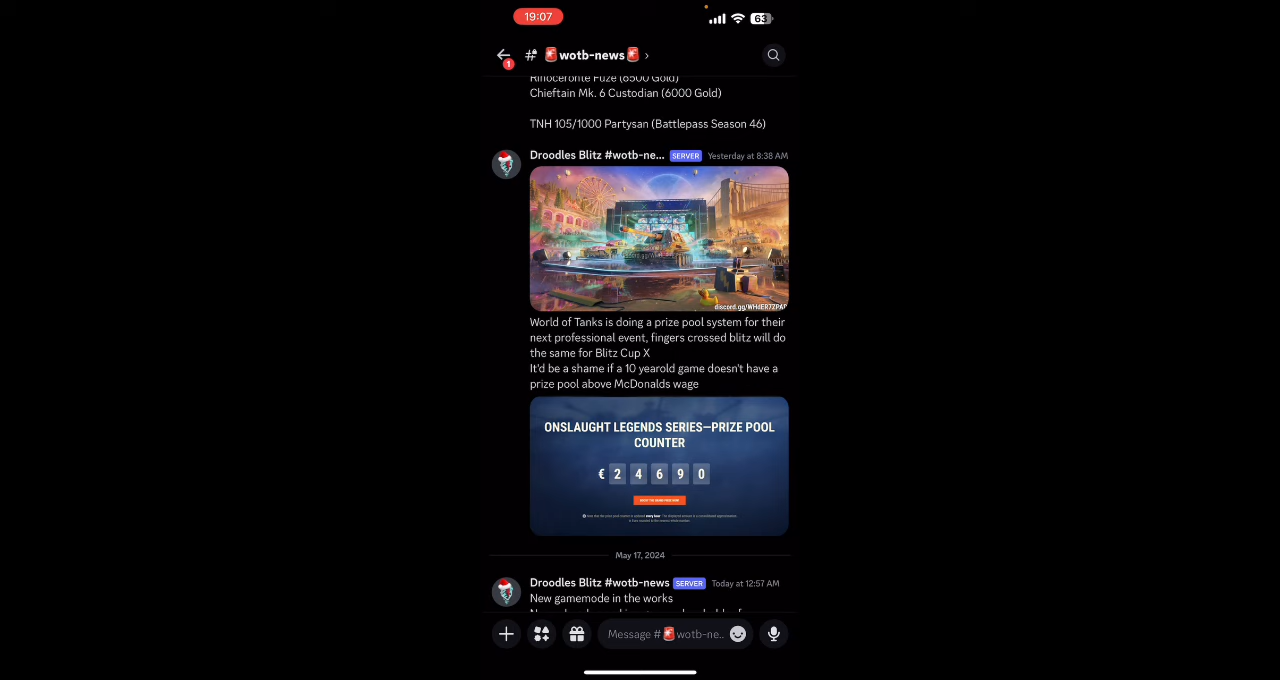 19:07
63
1
# 🚨wotb-news🚨 ›
Rinoceronte Fuze (6500 Gold)
Chieftain Mk. 6 Custodian (6000 Gold)
TNH 105/1000 Partysan (Battlepass Season 46)
Droodles Blitz #wotb-ne... SERVER Yesterday at 8:38 AM
discord.gg/WHdER7ZPAP
World of Tanks is doing a prize pool system for their
next professional event, fingers crossed blitz will do
the same for Blitz Cup X
It'd be a shame if a 10 yearold game doesn't have a
prize pool above McDonalds wage
ONSLAUGHT LEGENDS SERIES—PRIZE POOL
COUNTER
€ 2 4 6 9 0
May 17, 2024
Droodles Blitz #wotb-news SERVER Today at 12:57 AM
New gamemode in the works
Message #🚨wotb-ne..